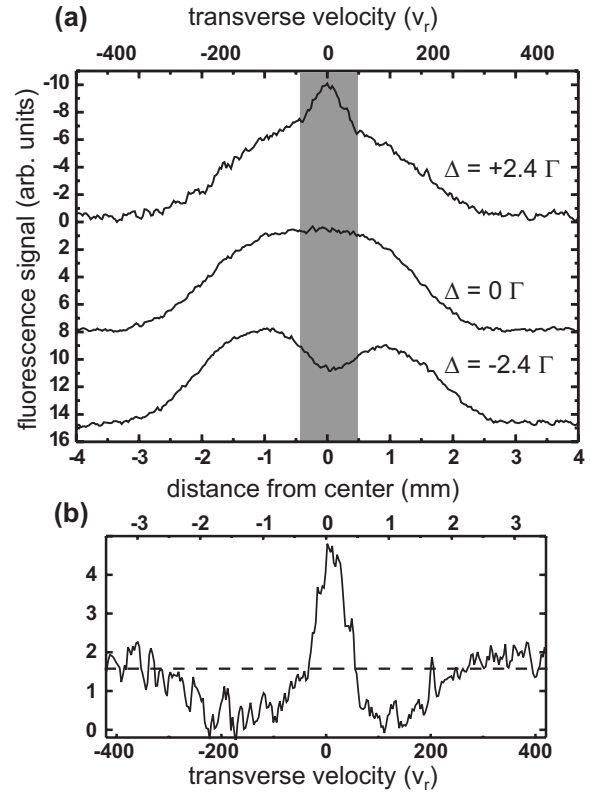 (a)
transverse velocity (vr)
-400 -200 0 200 400
fluorescence signal (arb. units)
-10
-8
-6
-4
-2
0
2
4
6
8
10
12
14
16
Δ = +2.4 Γ
Δ = 0 Γ
Δ = -2.4 Γ
-4 -3 -2 -1 0 1 2 3 4
distance from center (mm)
(b)
-3 -2 -1 0 1 2 3
4
3
2
1
0
-400 -200 0 200 400
transverse velocity (vr)